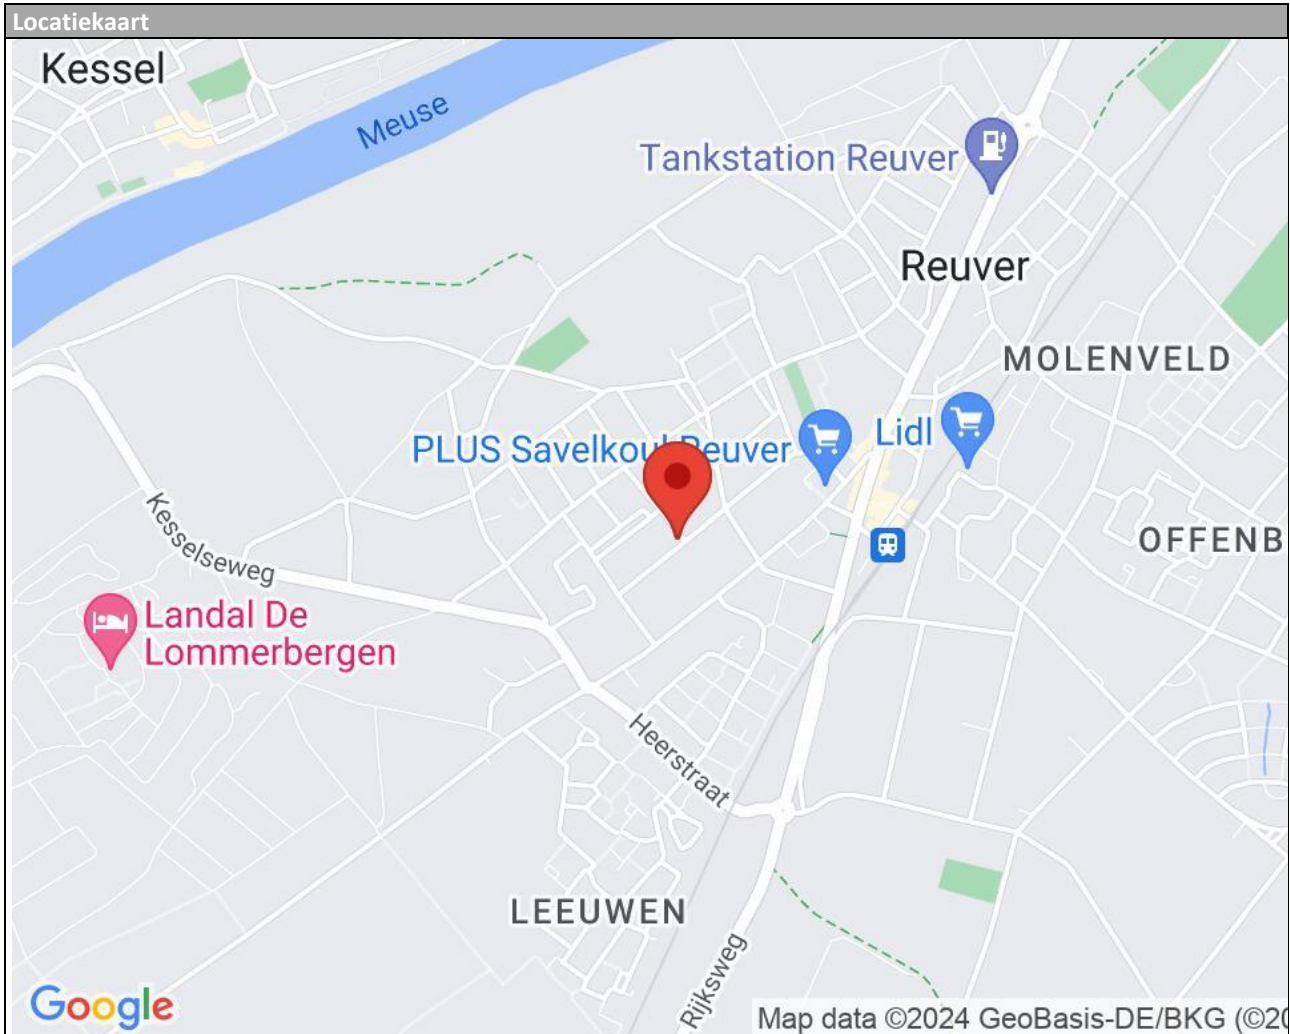 Locatiekaart
Kessel
Meuse
Tankstation Reuver
Reuver
MOLENVELD
PLUS Savelkoul Reuver
Lidl
OFFENB
Kesselseweg
Landal De
Lommerbergen
Heerstraat
LEEUWEN
Rijksweg
Google
Map data ©2024 GeoBasis-DE/BKG (©20